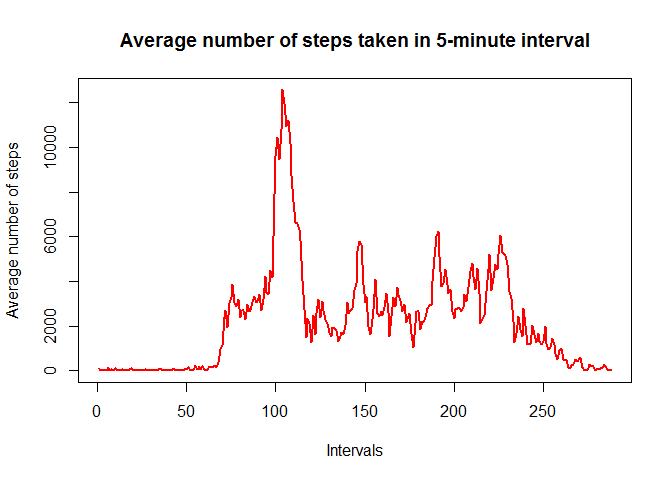 Average number of steps taken in 5-minute interval
Average number of steps
10000
6000
2000
0
0 50 100 150 200 250
Intervals